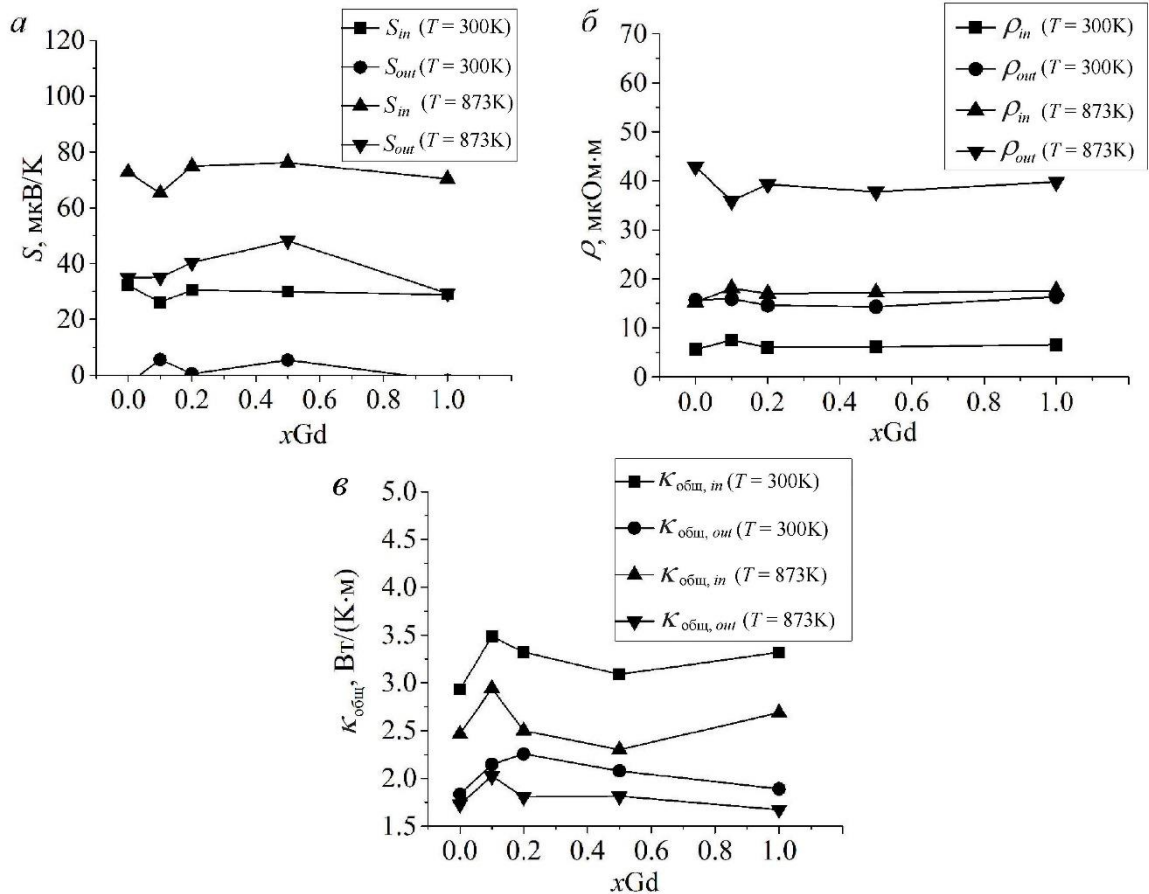 а
S_in (T = 300K)
S_out (T = 300K)
S_in (T = 873K)
S_out (T = 873K)
120
100
80
60
40
20
0
S, мкВ/К
0.0 0.2 0.4 0.6 0.8 1.0
xGd
б
ρ_in (T = 300K)
ρ_out (T = 300K)
ρ_in (T = 873K)
ρ_out (T = 873K)
70
60
50
40
30
20
10
0
ρ, мкОм·м
0.0 0.2 0.4 0.6 0.8 1.0
xGd
в
κ_общ, in (T = 300K)
κ_общ, out (T = 300K)
κ_общ, in (T = 873K)
κ_общ, out (T = 873K)
5.0
4.5
4.0
3.5
3.0
2.5
2.0
1.5
κ_общ, Вт/(К·м)
0.0 0.2 0.4 0.6 0.8 1.0
xGd